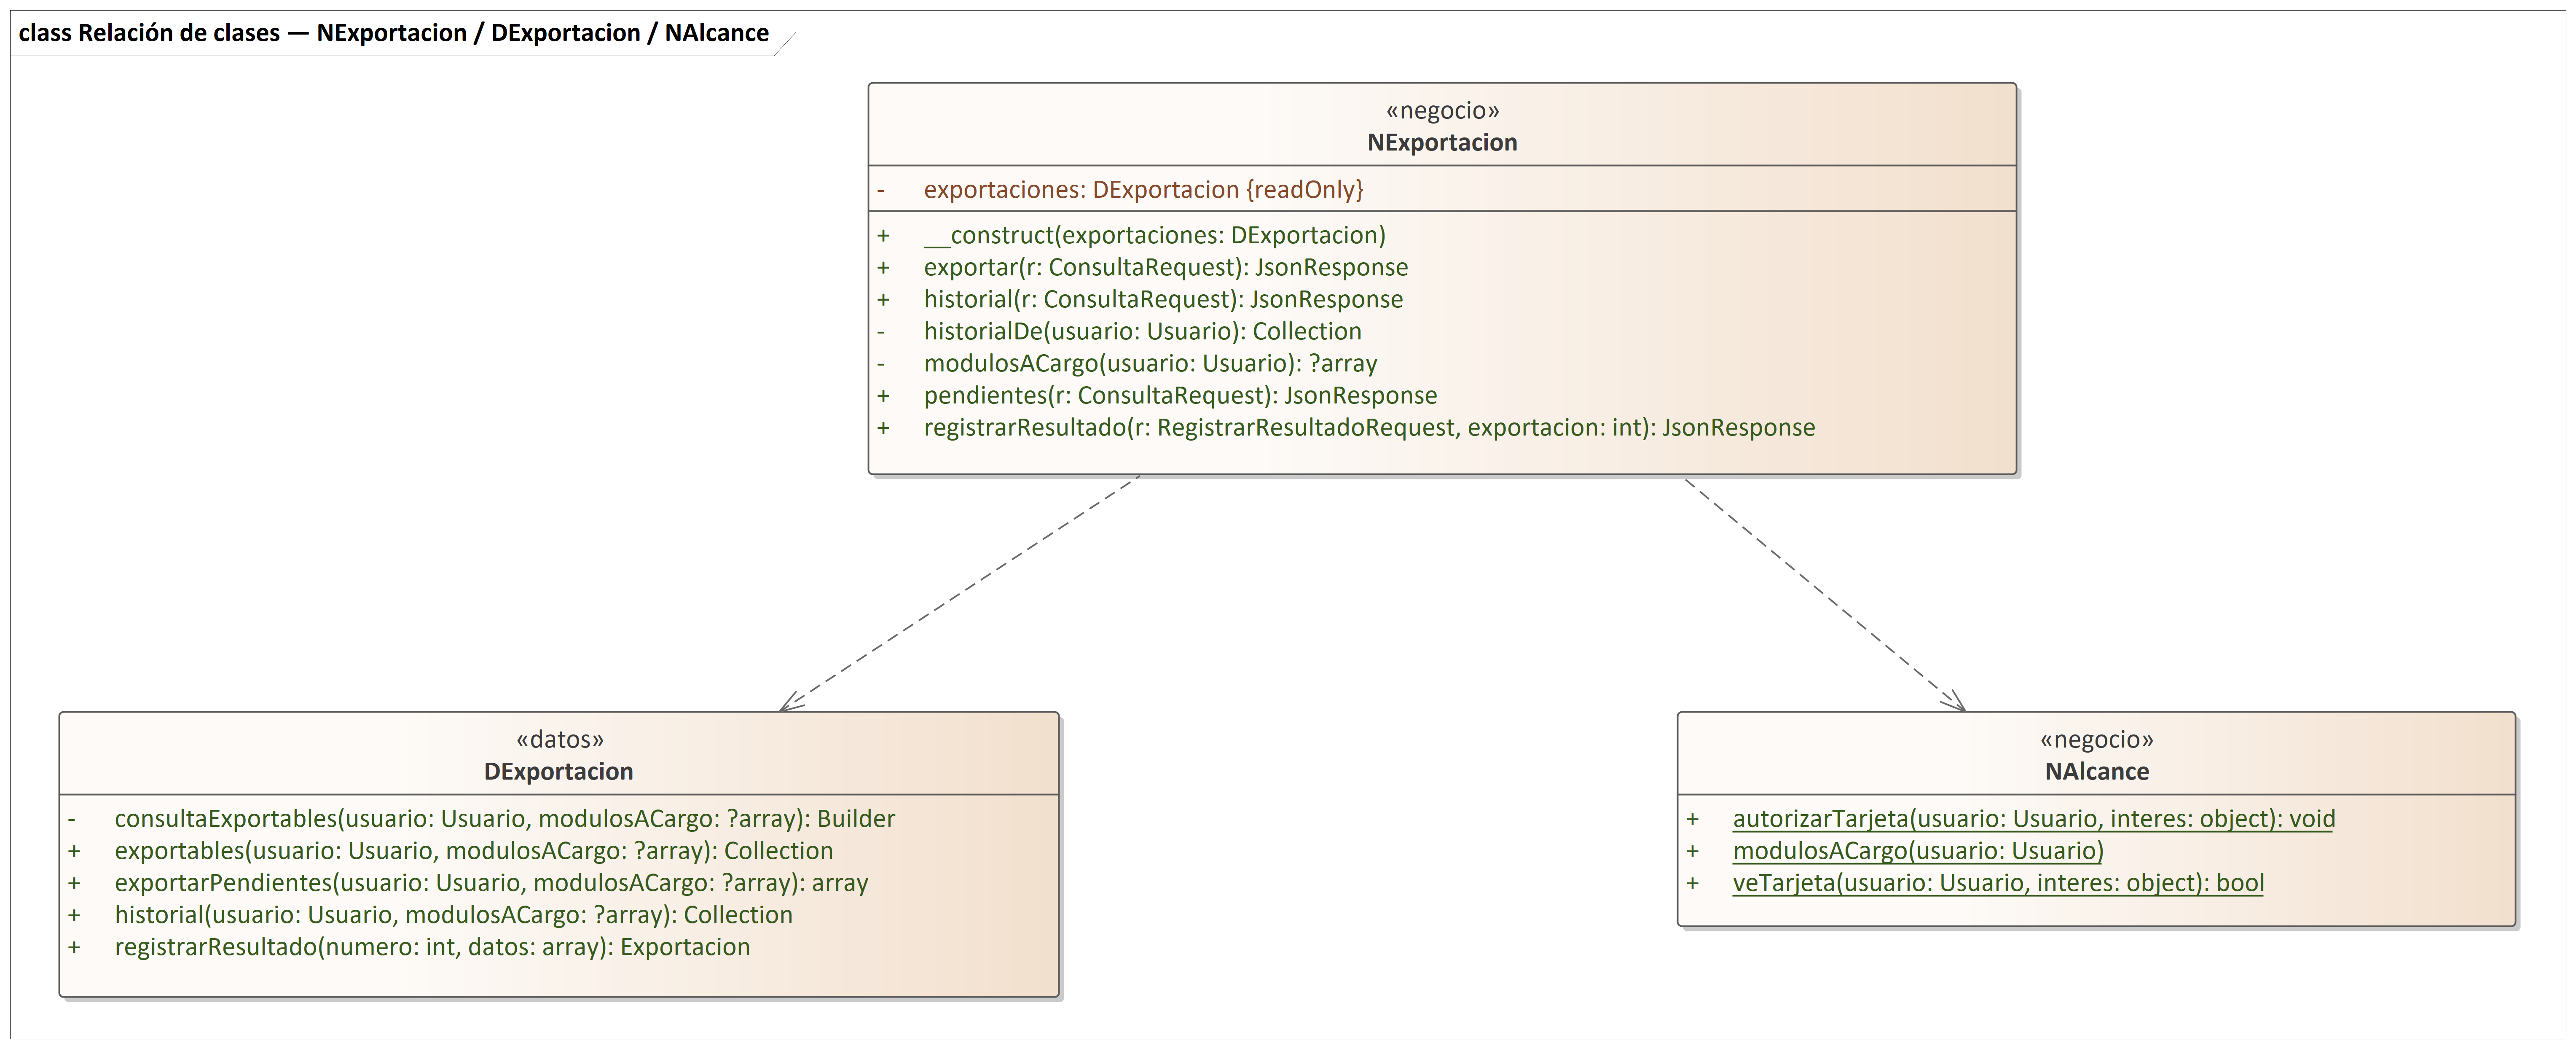 class Relación de clases — NExportacion / DExportacion / NAlcance
«negocio»
NExportacion
- exportaciones: DExportacion {readOnly}
+ __construct(exportaciones: DExportacion)
+ exportar(r: ConsultaRequest): JsonResponse
+ historial(r: ConsultaRequest): JsonResponse
- historialDe(usuario: Usuario): Collection
- modulosACargo(usuario: Usuario): ?array
+ pendientes(r: ConsultaRequest): JsonResponse
+ registrarResultado(r: RegistrarResultadoRequest, exportacion: int): JsonResponse
«datos»
DExportacion
- consultaExportables(usuario: Usuario, modulosACargo: ?array): Builder
+ exportables(usuario: Usuario, modulosACargo: ?array): Collection
+ exportarPendientes(usuario: Usuario, modulosACargo: ?array): array
+ historial(usuario: Usuario, modulosACargo: ?array): Collection
+ registrarResultado(numero: int, datos: array): Exportacion
«negocio»
NAlcance
+ autorizarTarjeta(usuario: Usuario, interes: object): void
+ modulosACargo(usuario: Usuario)
+ veTarjeta(usuario: Usuario, interes: object): bool